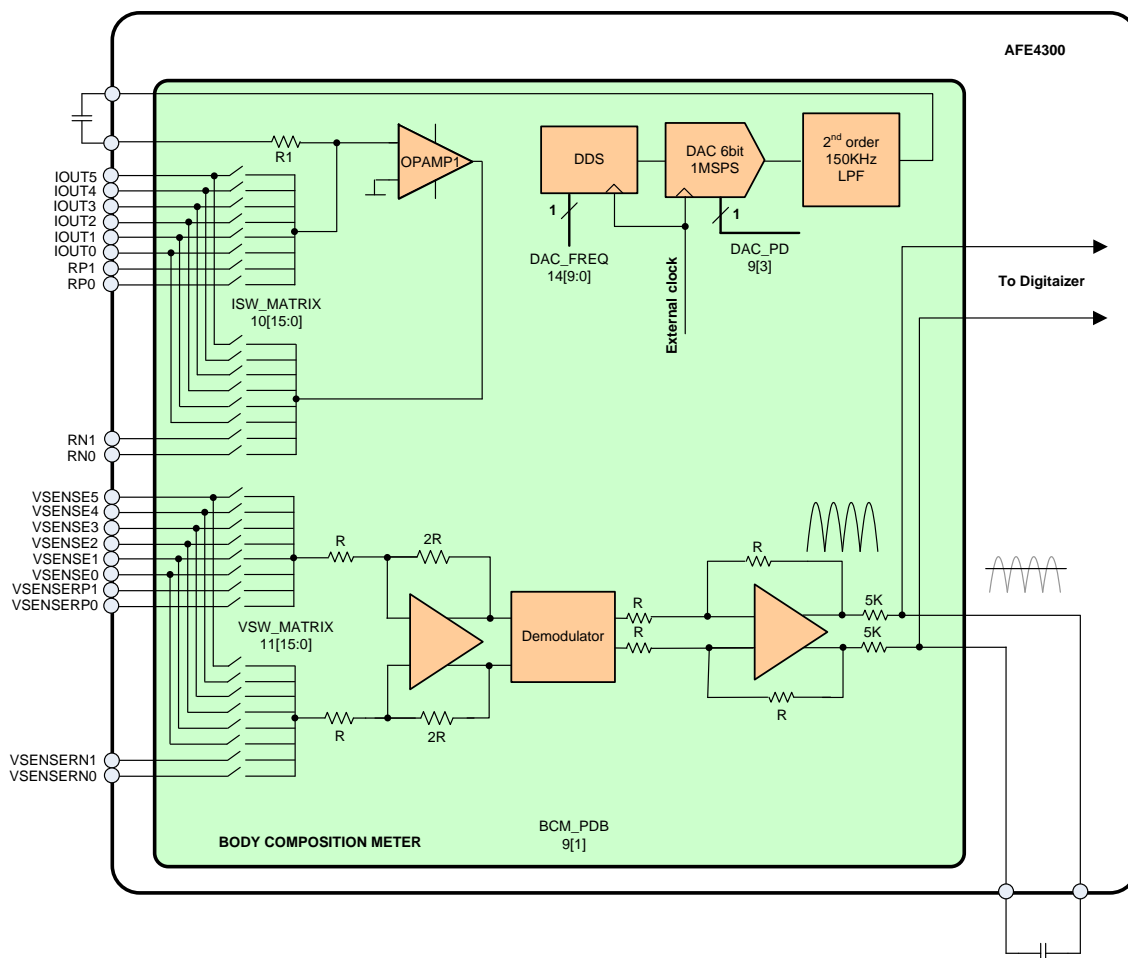 AFE4300
R1
OPAMP1
DDS
DAC 6bit
1MSPS
2nd order
150KHz
LPF
IOUT5
IOUT4
IOUT3
IOUT2
IOUT1
IOUT0
RP1
RP0
1
1
DAC_FREQ
14[9:0]
DAC_PD
9[3]
External clock
To Digitaizer
ISW_MATRIX
10[15:0]
RN1
RN0
VSENSE5
VSENSE4
VSENSE3
VSENSE2
VSENSE1
VSENSE0
VSENSERP1
VSENSERP0
R
2R
R
5K
R
R
5K
Demodulator
VSW_MATRIX
11[15:0]
R
2R
R
VSENSERN1
VSENSERN0
BODY COMPOSITION METER
BCM_PDB
9[1]